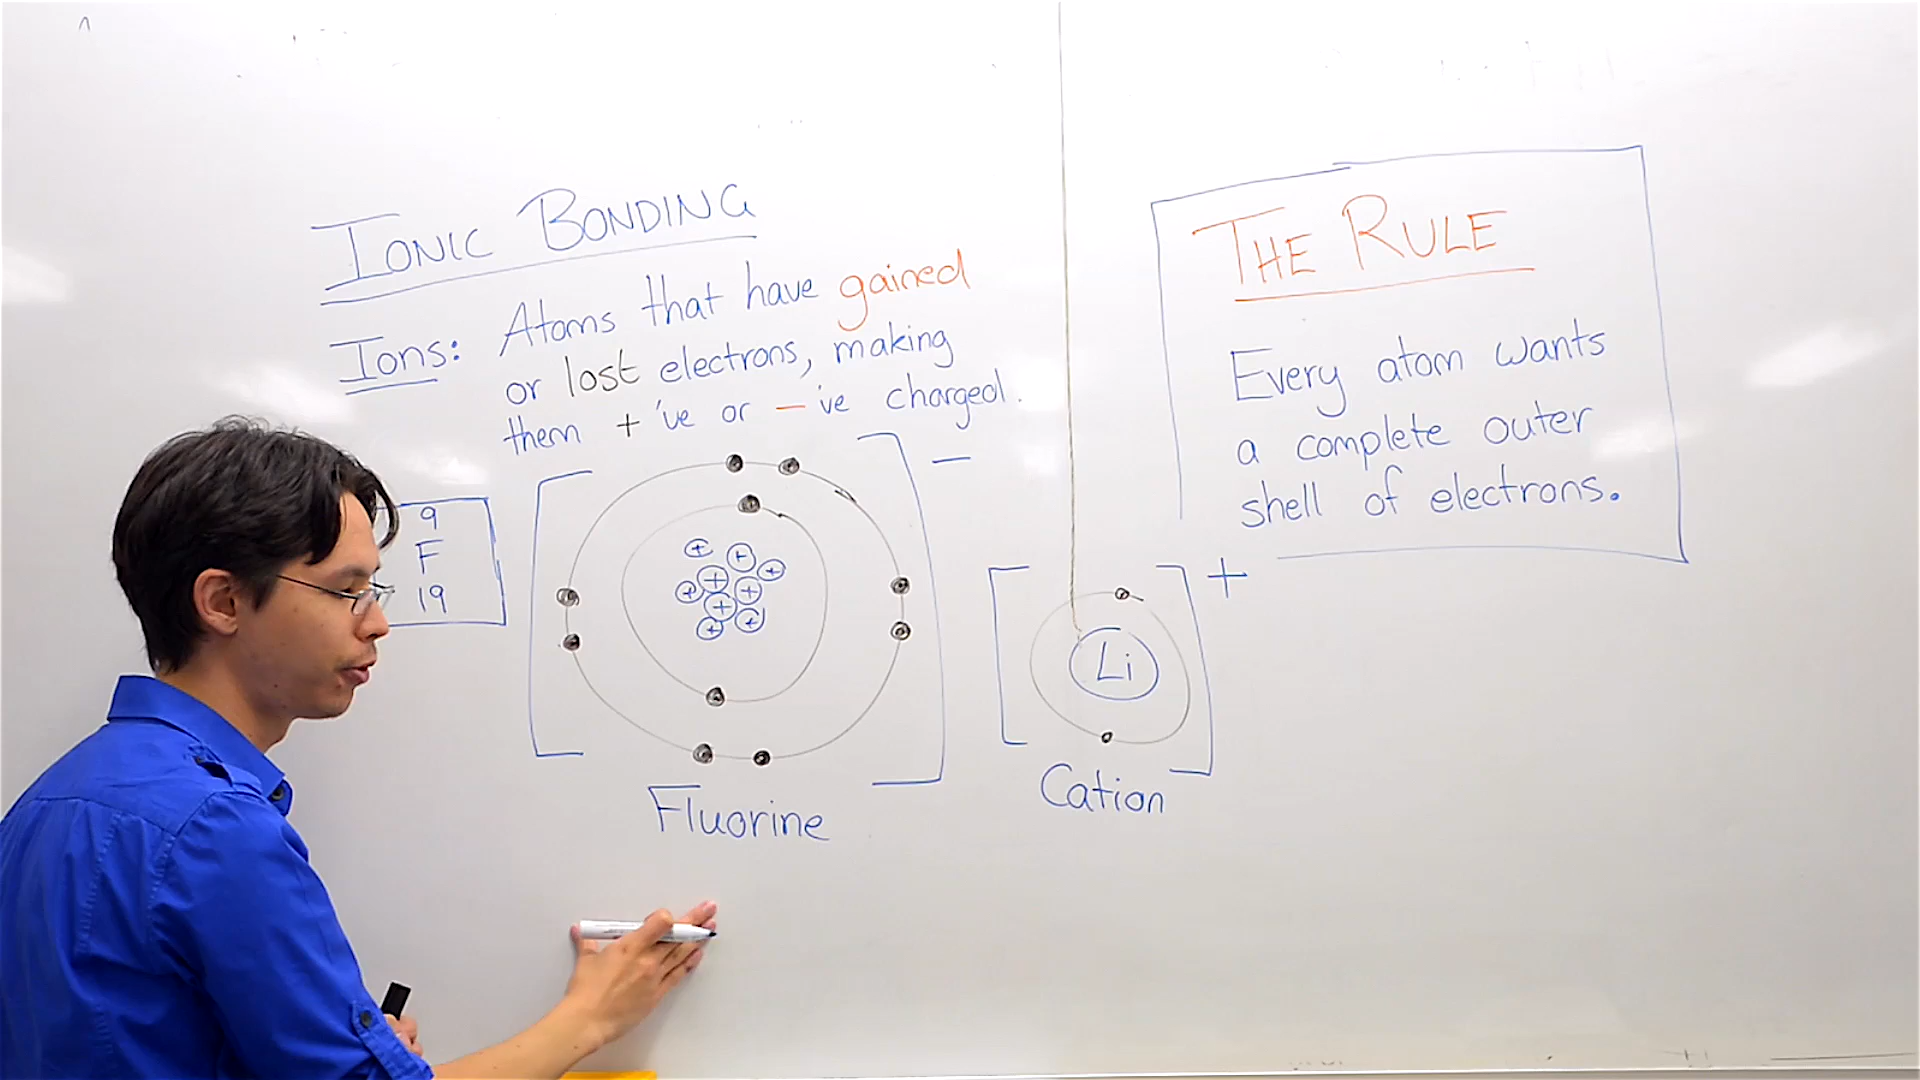 IONIC BONDING
Ions: Atoms that have gained
or lost electrons, making
them +'ve or -'ve charged.
THE RULE
Every atom wants
a complete outer
shell of electrons.
9
F
19
−
+
+
+
+
+
+
+
+
+
Fluorine
+
Li
Cation